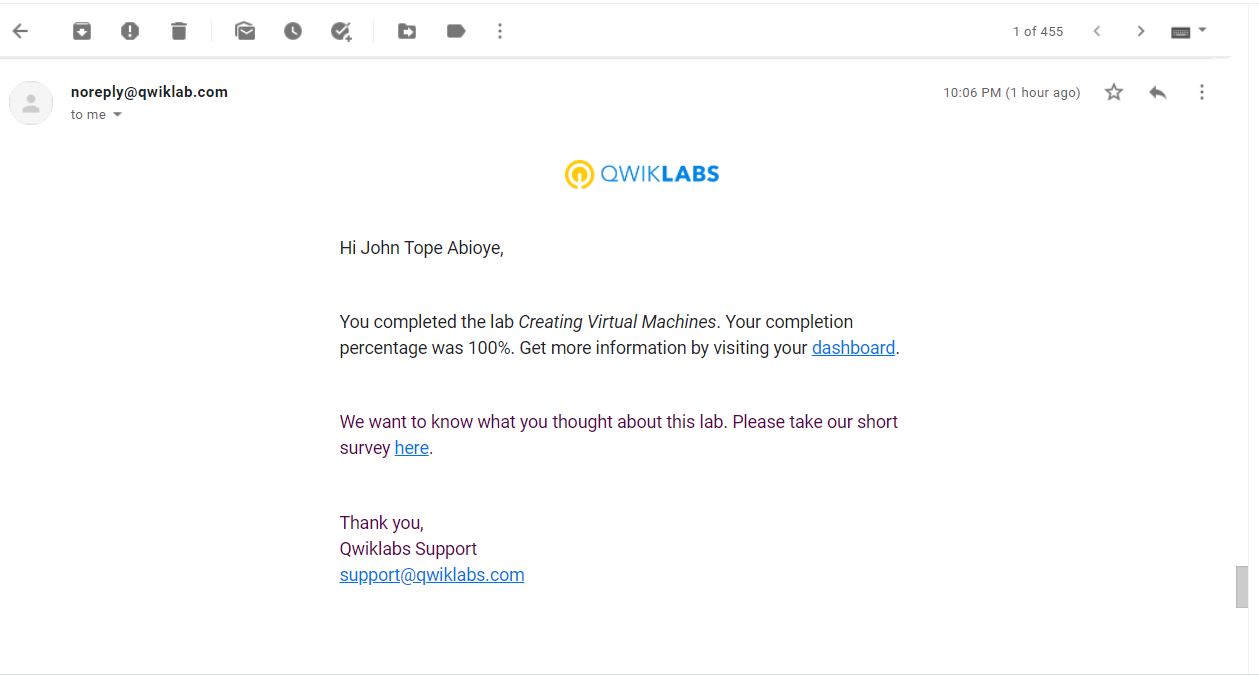 1 of 455
noreply@qwiklab.com
10:06 PM (1 hour ago)
to me
QWIKLABS
Hi John Tope Abioye,
You completed the lab Creating Virtual Machines. Your completion
percentage was 100%. Get more information by visiting your dashboard.
We want to know what you thought about this lab. Please take our short
survey here.
Thank you,
Qwiklabs Support
support@qwiklabs.com